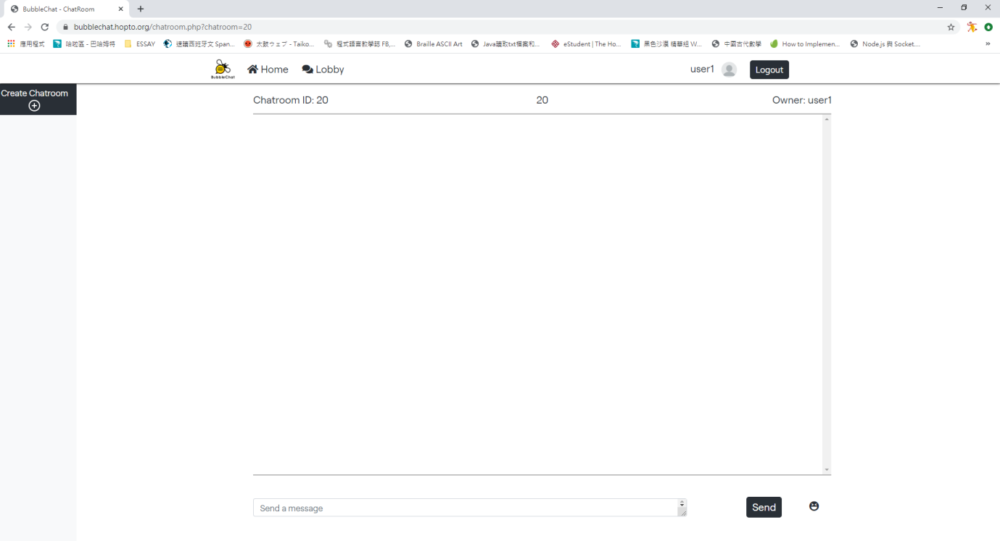 BubbleChat - ChatRoom
bubblechat.hopto.org/chatroom.php?chatroom=20
應用程式 哈啦區 - 巴哈姆特 ESSAY 速讀西班牙文 Span... 太鼓ウェブ - Taiko... 程式語言教學誌 FB,... Braille ASCII Art Java讀取txt檔案和... eStudent | The Ho... 黑色沙漠 精華組 W... 中國古代數學 How to Implemen... Node.js 與 Socket.... »
BubbleChat Home Lobby user1 Logout
Create Chatroom
Chatroom ID: 20 20 Owner: user1
Send a message Send